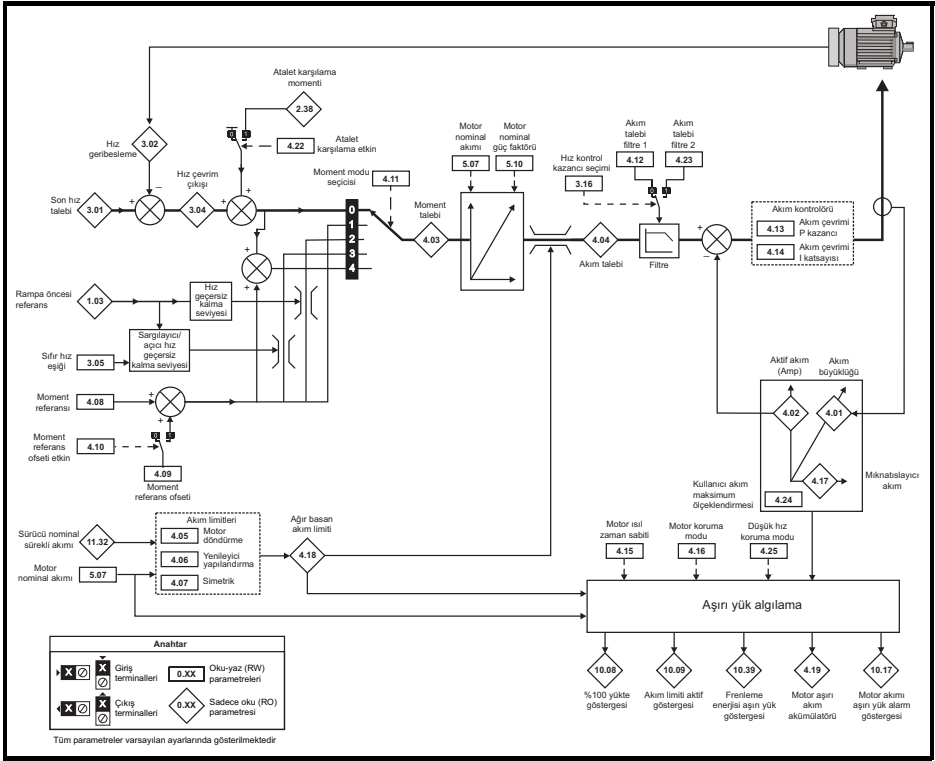 Atalet karşılama
momenti
2.38
0
1
4.22
Atalet
karşılama etkin
Hız
geribesleme
3.02
Hız çevrim
çıkışı
Son hız
talebi
3.01
3.04
Moment modu
seçicisi
4.11
0
1
2
3
4
Moment
talebi
4.03
Motor
nominal
akımı
5.07
Motor
nominal
güç faktörü
5.10
Hız kontrol
kazancı seçimi
3.16
Akım
talebi
filtre 1
4.12
Akım
talebi
filtre 2
4.23
0
1
4.04
Akım talebi
Filtre
Akım kontrolörü
4.13
Akım çevrimi
P kazancı
4.14
Akım çevrimi
I katsayısı
Rampa öncesi
referans
1.03
Hız
geçersiz
kalma
seviyesi
Sargılayıcı/
açıcı hız
geçersiz
kalma seviyesi
Sıfır hız
eşiği
3.05
Moment
referansı
4.08
Moment
referans
ofseti etkin
4.10
0
1
4.09
Moment
referans ofseti
Aktif akım
(Amp)
Akım
büyüklüğü
4.02
4.01
4.17
Mıknatıslayıcı
akım
Kullanıcı akım
maksimum
ölçeklendirmesi
4.24
Sürücü nominal
sürekli akımı
11.32
Motor
nominal akımı
5.07
Akım limitleri
4.05
Motor
döndürme
4.06
Yenileyici
yapılandırma
4.07
Simetrik
Ağır basan
akım limiti
4.18
Motor ısıl
zaman sabiti
4.15
Motor koruma
modu
4.16
Düşük hız
koruma modu
4.25
Aşırı yük algılama
10.08
%100 yükte
göstergesi
10.09
Akım limiti aktif
göstergesi
10.39
Frenleme
enerjisi aşırı yük
göstergesi
4.19
Motor aşırı
akım
akümülatörü
10.17
Motor akımı
aşırı yük alarm
göstergesi
Anahtar
X
X
Giriş
terminalleri
0.XX
Oku-yaz (RW)
parametreleri
X
X
Çıkış
terminalleri
0.XX
Sadece oku (RO)
parametresi
Tüm parametreler varsayılan ayarlarında gösterilmektedir